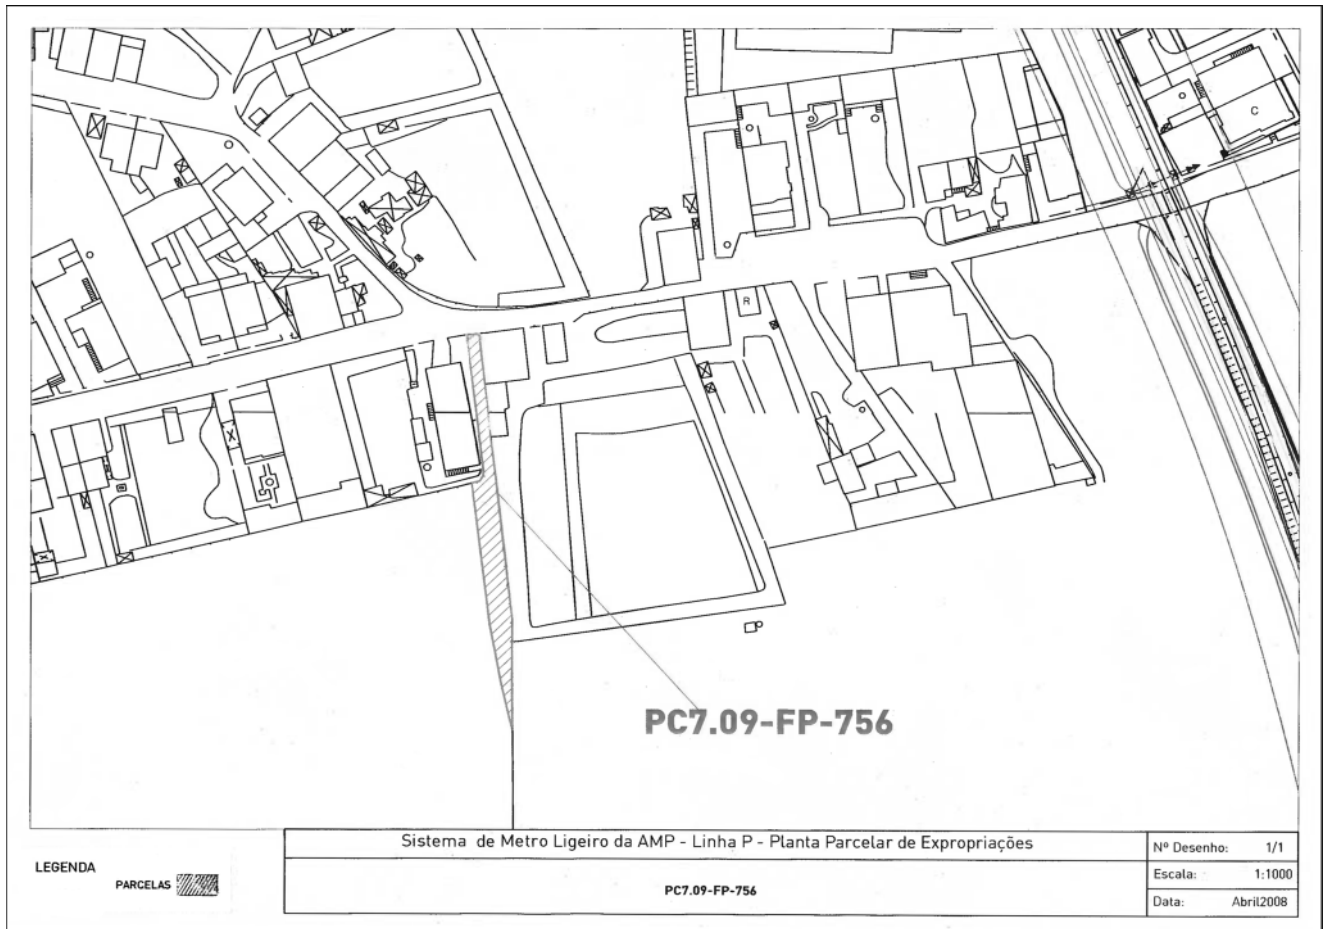 C
R
PC7.09-FP-756
Sistema de Metro Ligeiro da AMP - Linha P - Planta Parcelar de Expropriações
PC7.09-FP-756
Nº Desenho: 1/1
Escala: 1:1000
Data: Abril2008
LEGENDA
PARCELAS